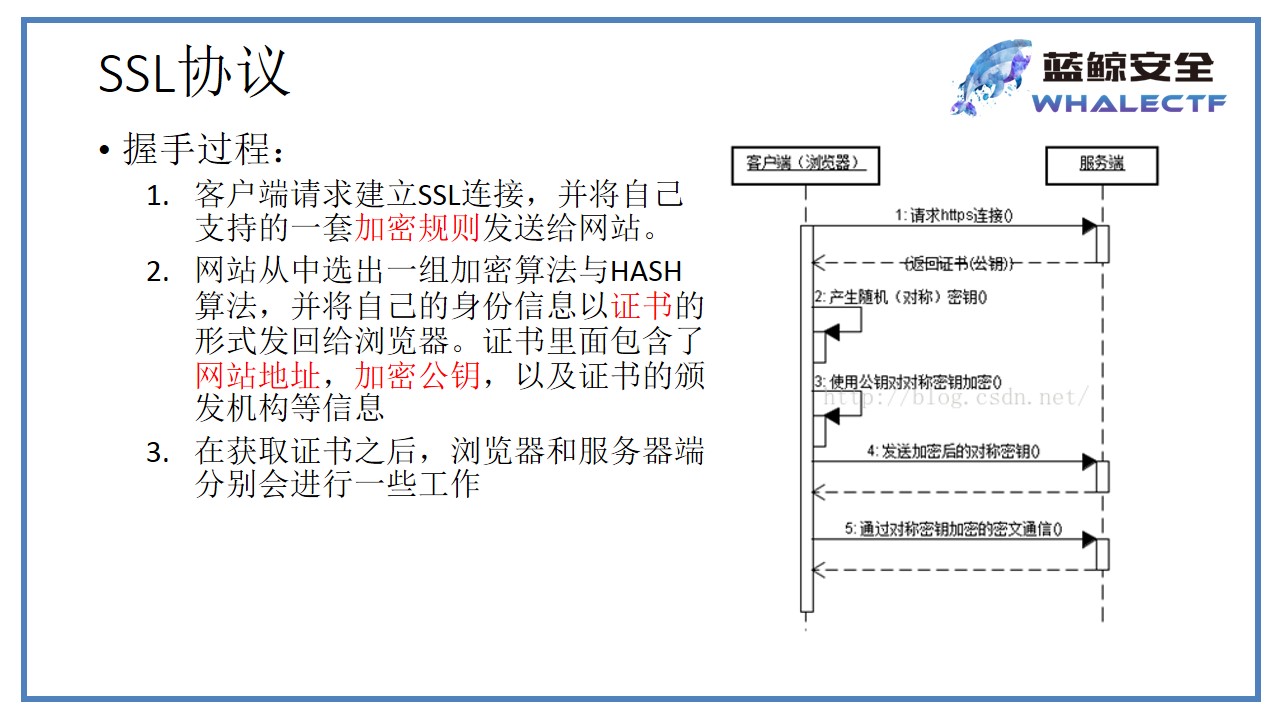 SSL协议
蓝鲸安全
WHALECTF
• 握手过程：
1. 客户端请求建立SSL连接，并将自己
支持的一套加密规则发送给网站。
2. 网站从中选出一组加密算法与HASH
算法，并将自己的身份信息以证书的
形式发回给浏览器。证书里面包含了
网站地址，加密公钥，以及证书的颁
发机构等信息
3. 在获取证书之后，浏览器和服务器端
分别会进行一些工作
客户端（浏览器）
服务端
1: 请求https连接()
(返回证书(公钥))
2: 产生随机（对称）密钥()
3: 使用公钥对对称密钥加密()
http://blog.csdn.net/
4: 发送加密后的对称密钥()
5: 通过对称密钥加密的密文通信()